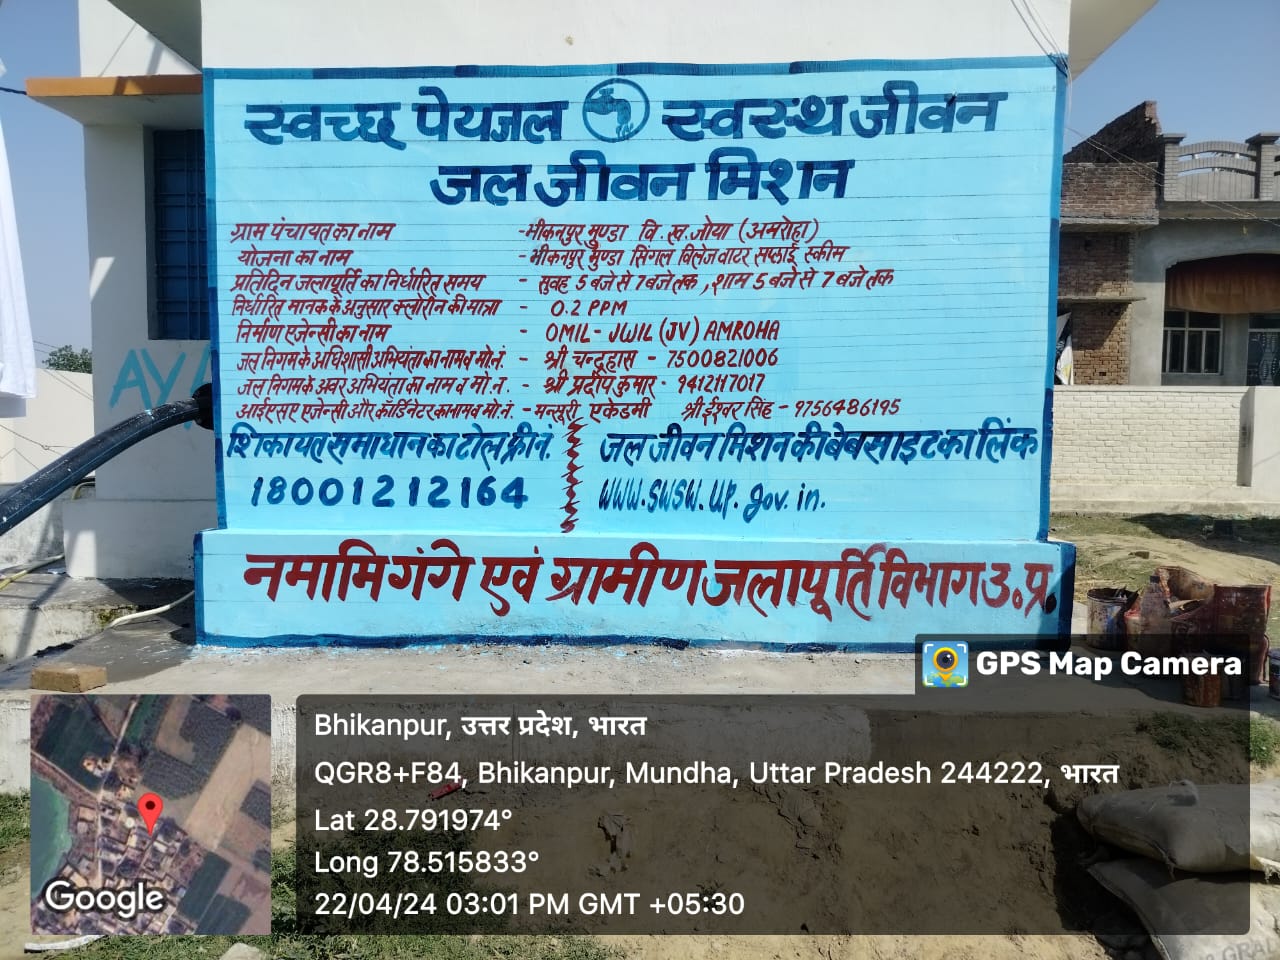 स्वच्छ पेयजल स्वस्थ जीवन
जल जीवन मिशन
ग्राम पंचायत का नाम - भीकनपुर मुण्डा वि. ख. जोया (अमरोहा)
योजना का नाम - भीकनपुर मुण्डा सिंगल विलेज वाटर सप्लाई स्कीम
प्रतिदिन जलापूर्ति का निर्धारित समय - सुवह 5 बजे से 7 बजे तक, शाम 5 बजे से 7 बजे तक
निर्धारित मानक के अनुसार क्लोरीन की मात्रा - 0.2 PPM
निर्माण एजेन्सी का नाम - OMIL - JWIL (JV) AMROHA
जल निगम के अधिशासी अभियंता का नाम व मो.नं. - श्री चन्द्रहास - 7500821006
जल निगम के अवर अभियंता का नाम व मो.नं. - श्री प्रदीप कुमार - 9412117017
आईएसए एजेन्सी और कॉर्डिनेटर का नाम व मो.नं. - मन्सूरी एकेडमी श्री ईश्वर सिंह - 9756486195
शिकायत समाधान का टोल फ्री नं. जल जीवन मिशन की बेबसाइट का लिंक
18001212164 WWW.SWSW.UP.gov.in.
नमामि गंगे एवं ग्रामीण जलापूर्ति विभाग उ.प्र.
AY
GPS Map Camera
Bhikanpur, उत्तर प्रदेश, भारत
QGR8+F84, Bhikanpur, Mundha, Uttar Pradesh 244222, भारत
Lat 28.791974°
Long 78.515833°
22/04/24 03:01 PM GMT +05:30
Google